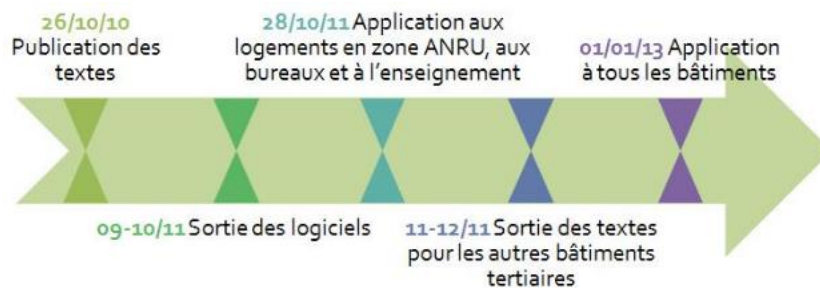 26/10/10
Publication des
textes
28/10/11 Application aux
logements en zone ANRU, aux
bureaux et à l'enseignement
01/01/13 Application
à tous les bâtiments
09-10/11 Sortie des logiciels
11-12/11 Sortie des textes
pour les autres bâtiments
tertiaires